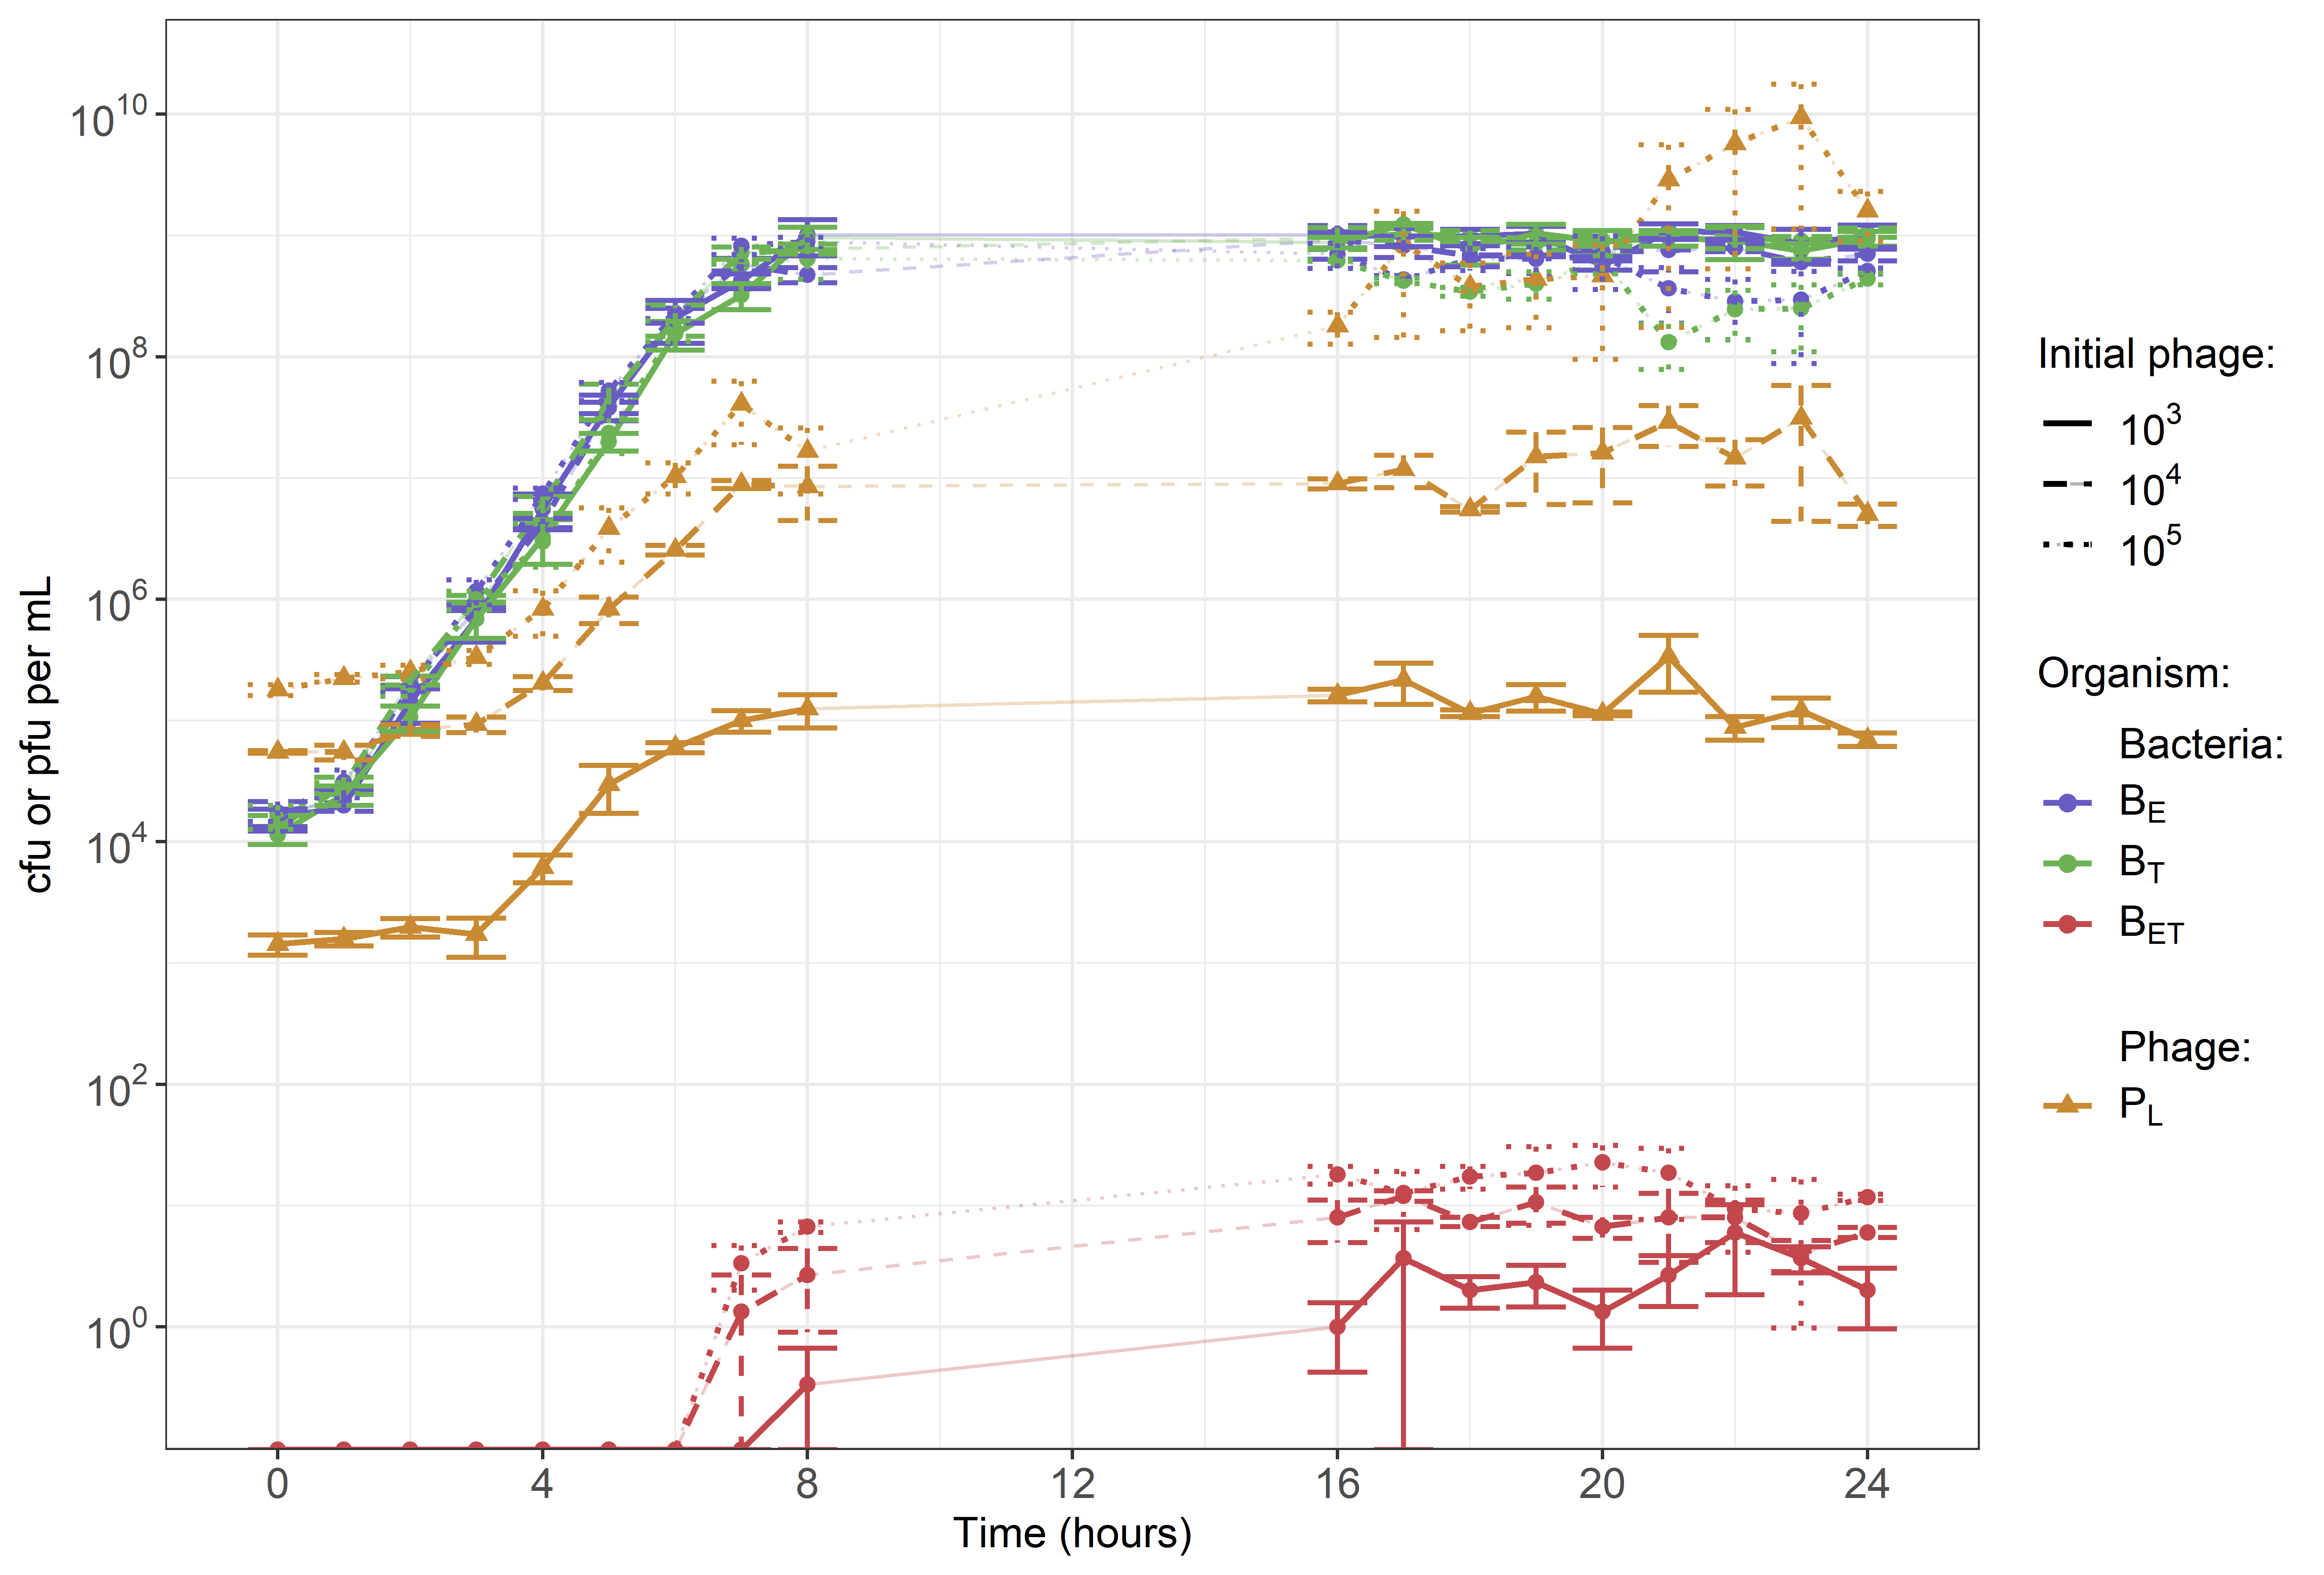 cfu or pfu per mL
10^10
10^8
10^6
10^4
10^2
10^0
0 4 8 12 16 20 24
Time (hours)
Initial phage:
10^3
10^4
10^5
Organism:
Bacteria:
B_E
B_T
B_ET
Phage:
P_L